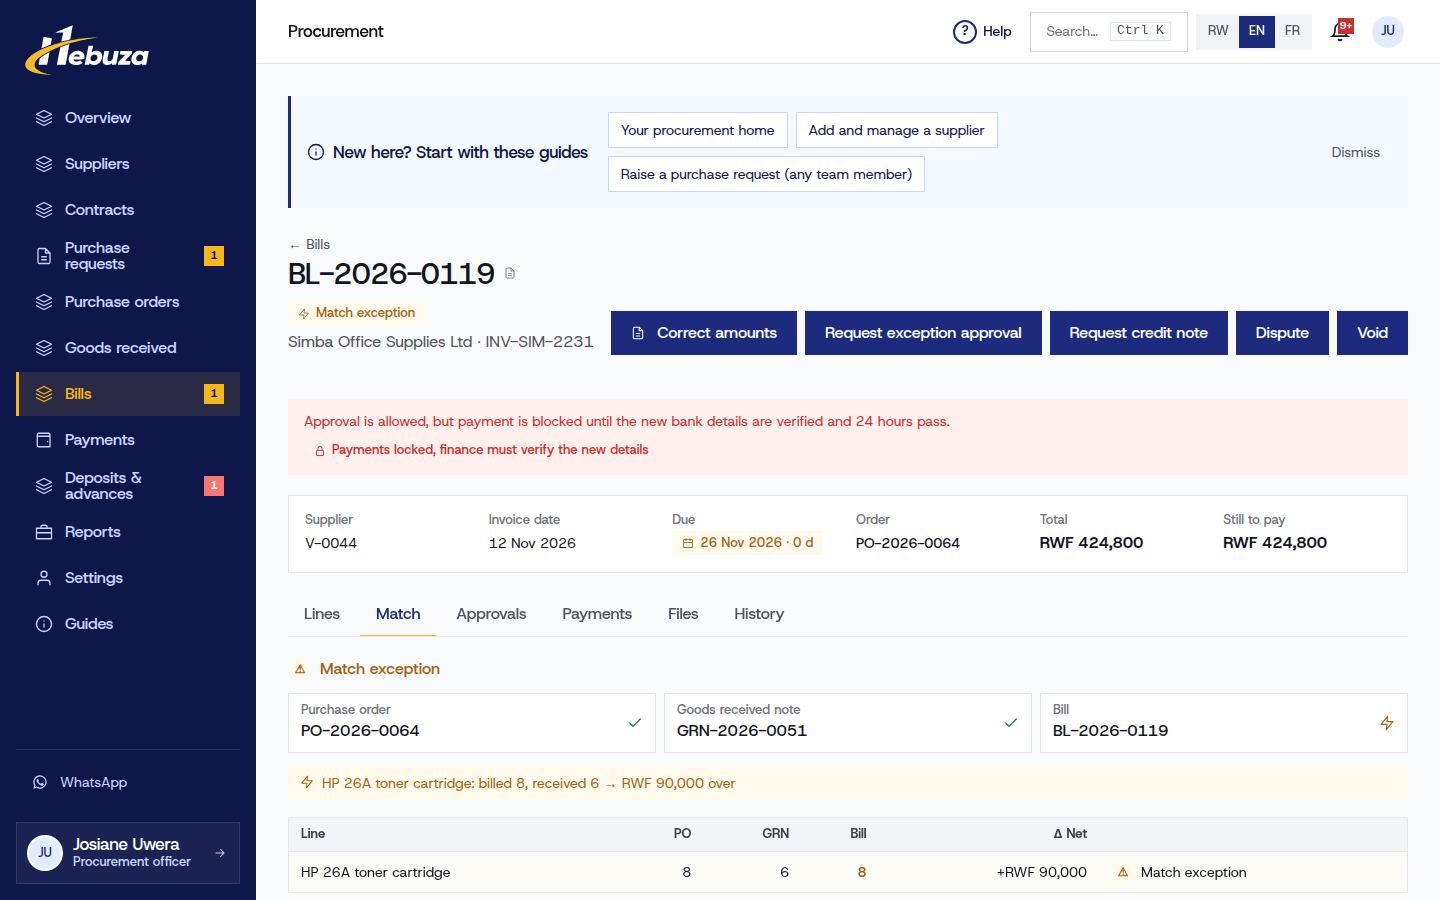 Hebuza
Procurement
Help
Search…
Ctrl K
RW
EN
FR
9+
JU
Overview
Suppliers
Contracts
Purchase
requests
1
Purchase orders
Goods received
Bills
1
Payments
Deposits &
advances
1
Reports
Settings
Guides
WhatsApp
JU
Josiane Uwera
Procurement officer
→
New here? Start with these guides
Your procurement home
Add and manage a supplier
Raise a purchase request (any team member)
Dismiss
← Bills
BL-2026-0119
Match exception
Simba Office Supplies Ltd · INV-SIM-2231
Correct amounts
Request exception approval
Request credit note
Dispute
Void
Approval is allowed, but payment is blocked until the new bank details are verified and 24 hours pass.
Payments locked, finance must verify the new details
Supplier
V-0044
Invoice date
12 Nov 2026
Due
26 Nov 2026 · 0 d
Order
PO-2026-0064
Total
RWF 424,800
Still to pay
RWF 424,800
Lines
Match
Approvals
Payments
Files
History
Match exception
Purchase order
PO-2026-0064
Goods received note
GRN-2026-0051
Bill
BL-2026-0119
HP 26A toner cartridge: billed 8, received 6 → RWF 90,000 over
Line PO GRN Bill Δ Net
HP 26A toner cartridge 8 6 8 +RWF 90,000 Match exception